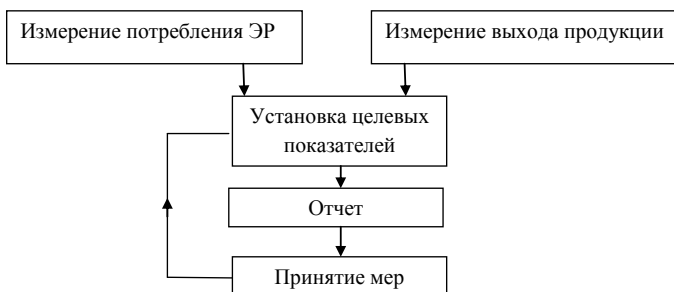 Измерение потребления ЭР
Измерение выхода продукции
Установка целевых
показателей
Отчет
Принятие мер